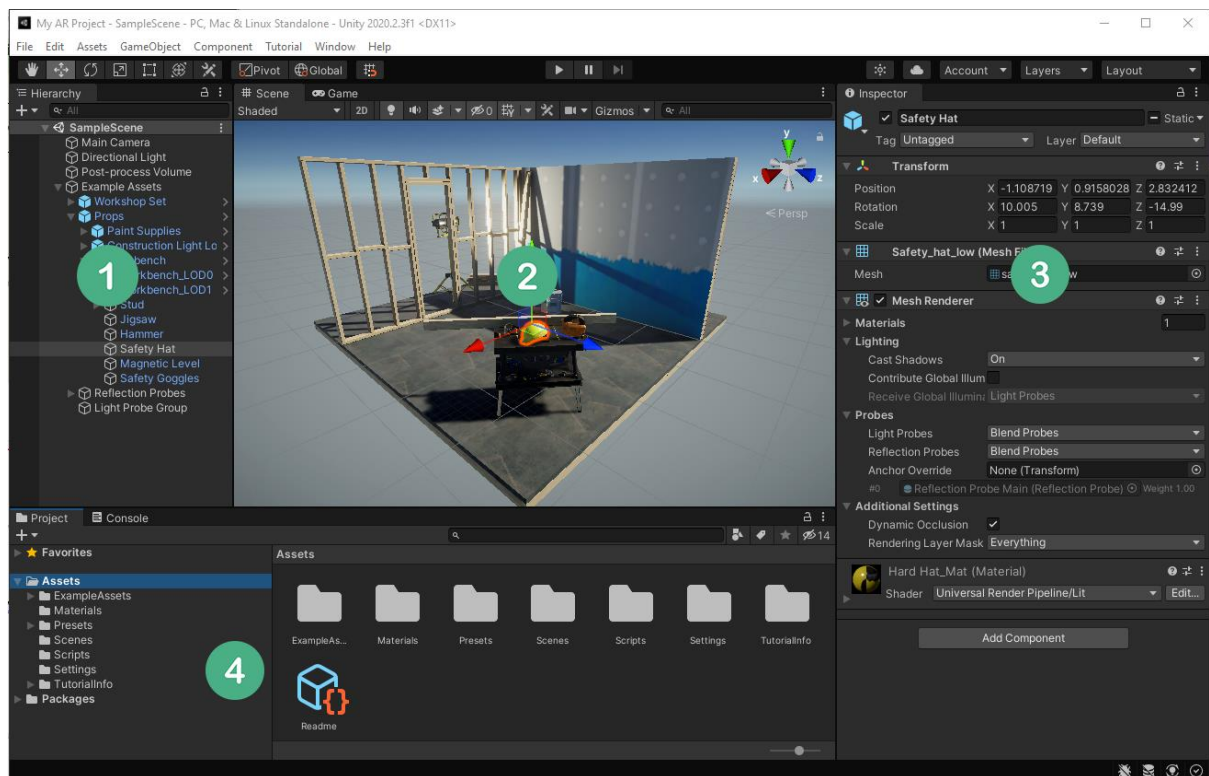 My AR Project - SampleScene - PC, Mac & Linux Standalone - Unity 2020.2.3f1 <DX11>
File Edit Assets GameObject Component Tutorial Window Help
Pivot Global Account Layers Layout
Hierarchy
All
SampleScene
Main Camera
Directional Light
Post-process Volume
Example Assets
Workshop Set
Props
Paint Supplies
Construction Light Lo
bench
rkbench_LOD0
rkbench_LOD1
Stud
Jigsaw
Hammer
Safety Hat
Magnetic Level
Safety Goggles
Reflection Probes
Light Probe Group
1
# Scene Game
Shaded 2D 0 Gizmos All
y
x z
Persp
2
Inspector
Safety Hat Static
Tag Untagged Layer Default
Transform
Position X -1.108719 Y 0.9158028 Z 2.832412
Rotation X 10.005 Y 8.739 Z -14.99
Scale X 1 Y 1 Z 1
Safety_hat_low (Mesh Fi
Mesh sa w
3
Mesh Renderer
Materials 1
Lighting
Cast Shadows On
Contribute Global Illum
Receive Global Illumina Light Probes
Probes
Light Probes Blend Probes
Reflection Probes Blend Probes
Anchor Override None (Transform)
#0 Reflection Probe Main (Reflection Probe) Weight 1.00
Additional Settings
Dynamic Occlusion
Rendering Layer Mask Everything
Hard Hat_Mat (Material)
Shader Universal Render Pipeline/Lit Edit...
Add Component
Project Console
14
Favorites
Assets
ExampleAssets
Materials
Presets
Scenes
Scripts
Settings
TutorialInfo
Packages
4
Assets
ExampleAs... Materials Presets Scenes Scripts Settings TutorialInfo
{}
Readme